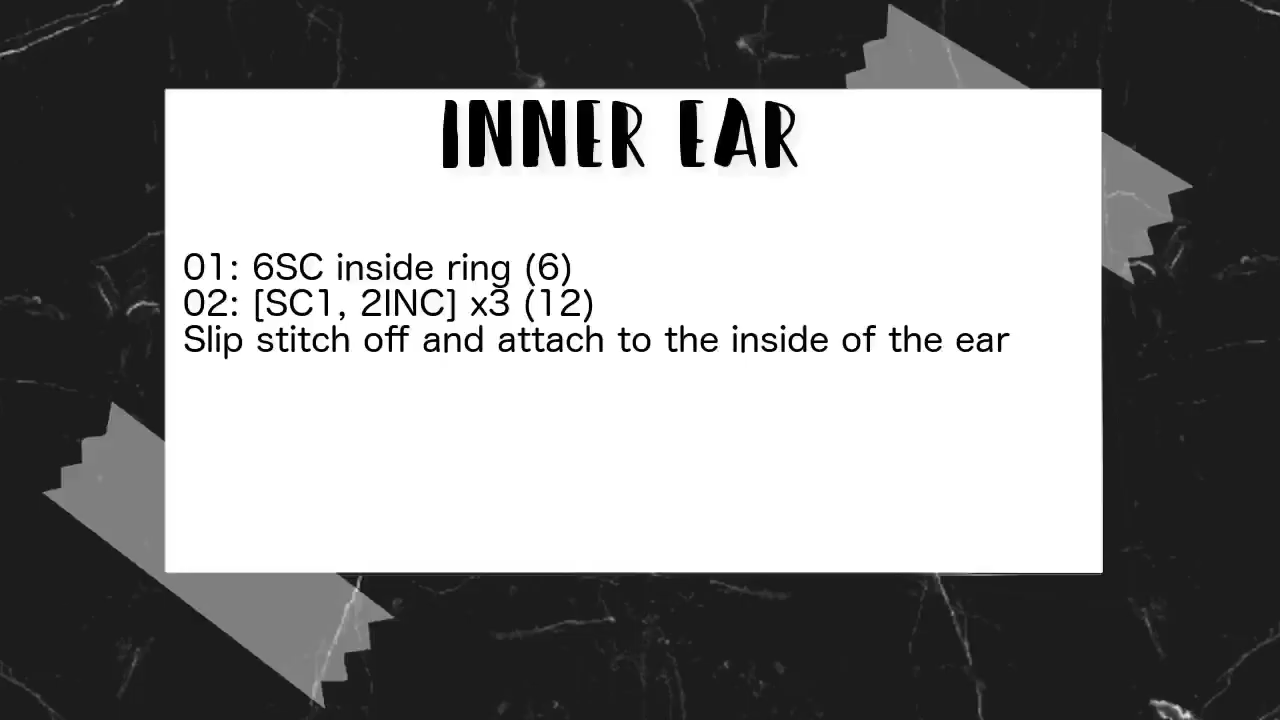 INNER EAR
01: 6SC inside ring (6)
02: [SC1, 2INC] x3 (12)
Slip stitch off and attach to the inside of the ear